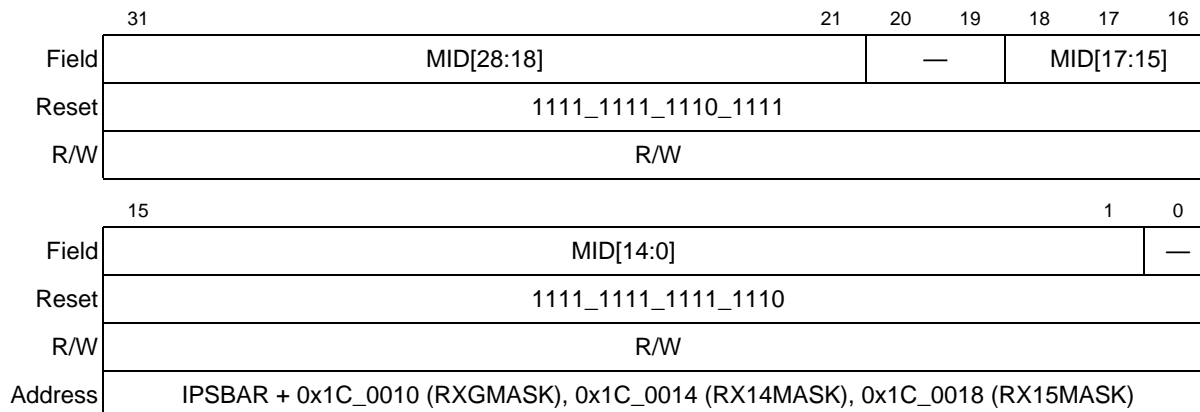 31 21 20 19 18 17 16
Field MID[28:18] — MID[17:15]
Reset 1111_1111_1110_1111
R/W R/W
15 1 0
Field MID[14:0] —
Reset 1111_1111_1111_1110
R/W R/W
Address IPSBAR + 0x1C_0010 (RXGMASK), 0x1C_0014 (RX14MASK), 0x1C_0018 (RX15MASK)